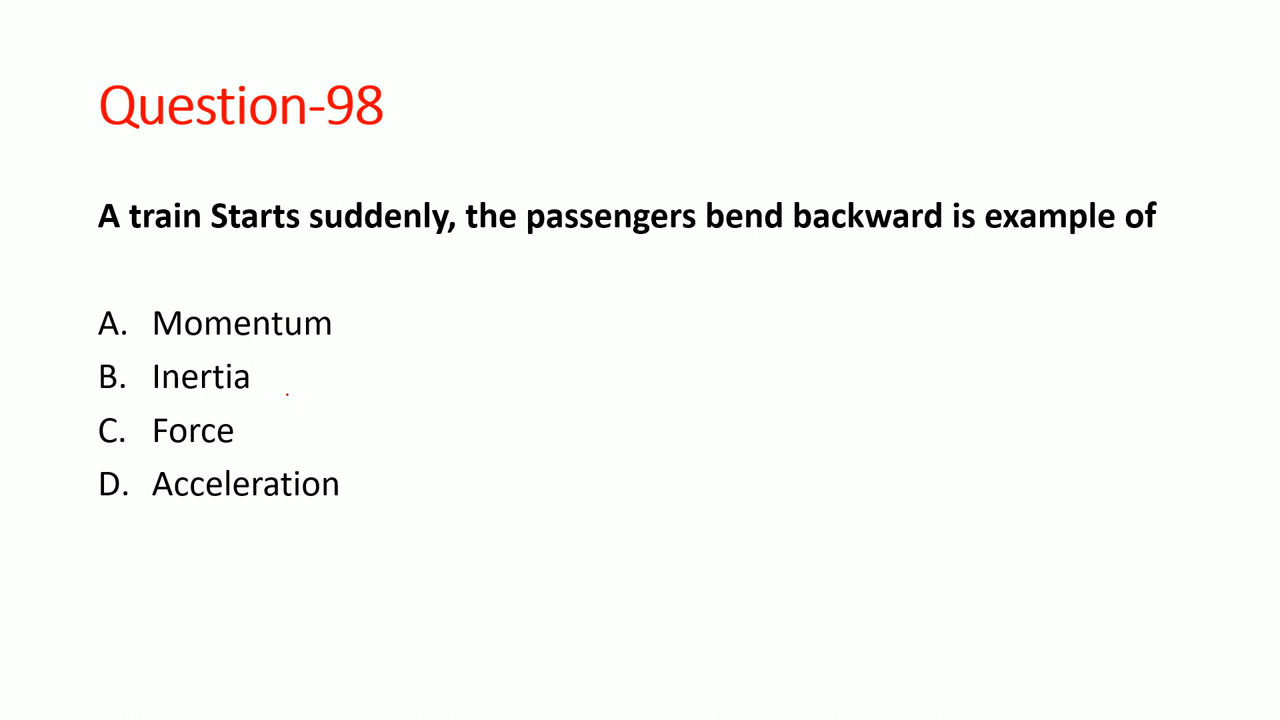 Question-98
A train Starts suddenly, the passengers bend backward is example of
A. Momentum
B. Inertia
C. Force
D. Acceleration